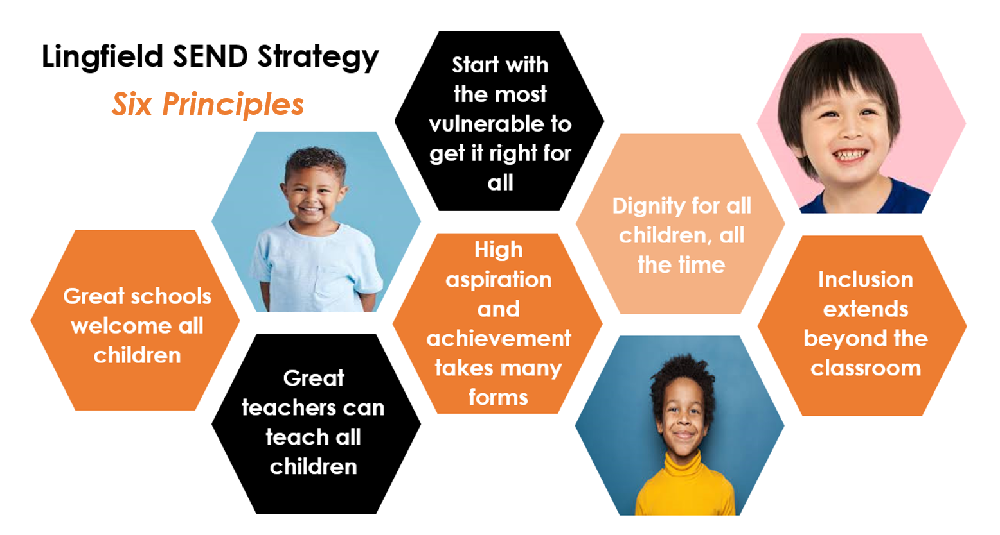 Lingfield SEND Strategy
Six Principles
Start with
the most
vulnerable to
get it right for
all
Dignity for all
children, all
the time
Great schools
welcome all
children
High
aspiration
and
achievement
takes many
forms
Inclusion
extends
beyond the
classroom
Great
teachers can
teach all
children